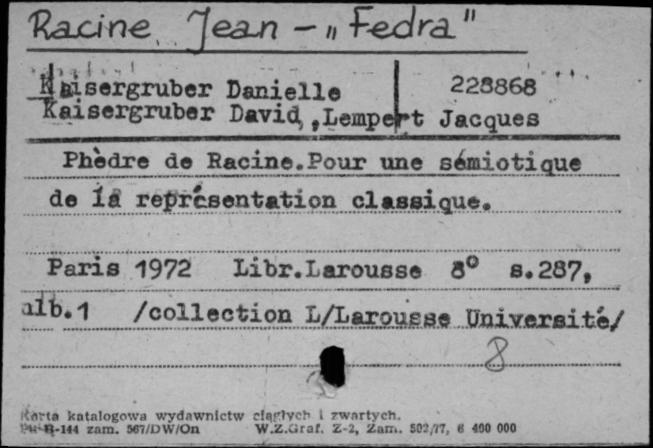 Racine Jean - „Fedra"
Kaisergruber Danielle 228868
Kaisergruber David, Lempert Jacques
Phèdre de Racine. Pour une sémiotique
de la représentation classique.
Paris 1972 Libr. Larousse 8° s.287,
alb.1 /collection L/Larousse Université/
8
Karta katalogowa wydawnictw ciągłych i zwartych.
-144 zam. 567/DW/On W.Z.Graf. Z-2, Zam. 502/77, 6 400 000